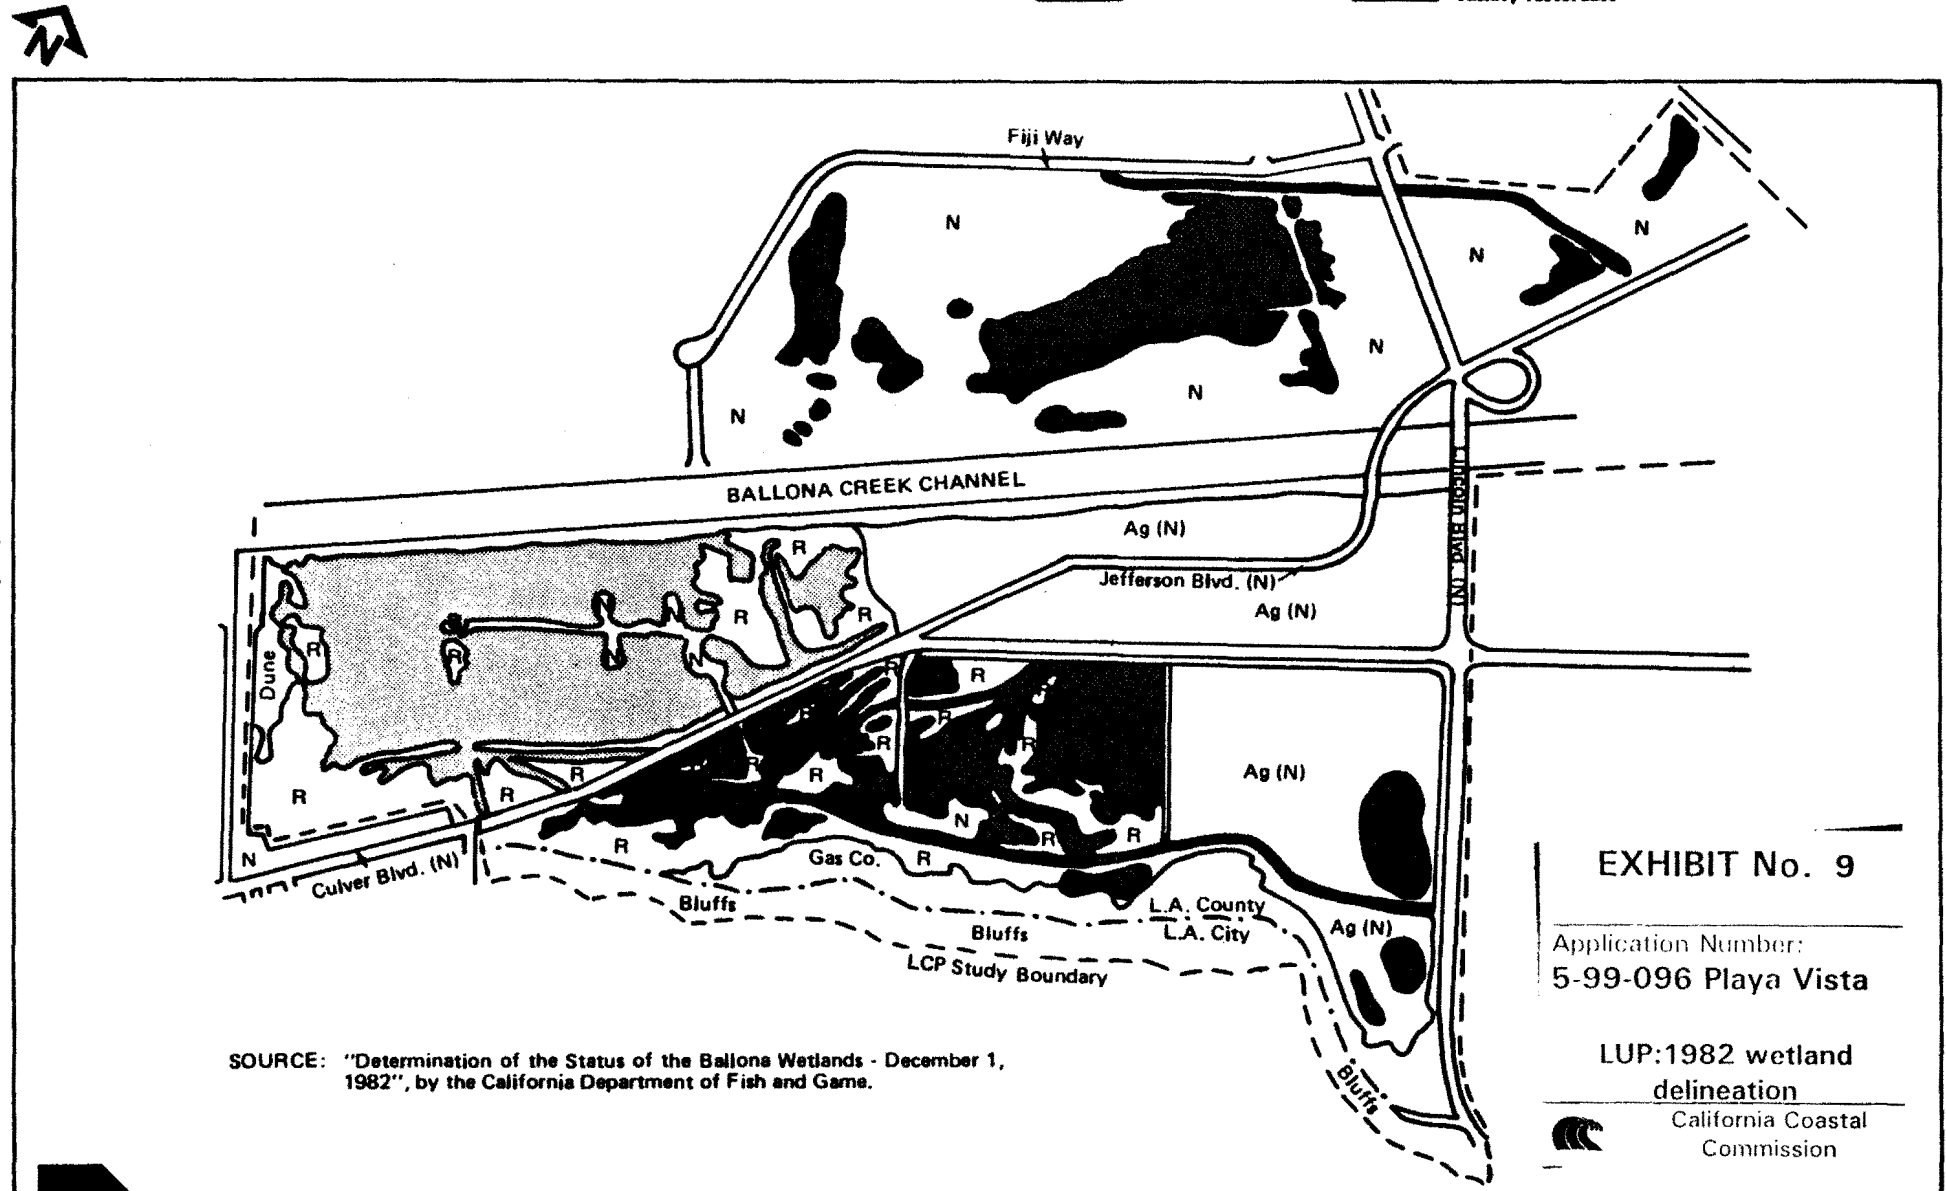 N
Fiji Way
N
N
N
N
N
N
BALLONA CREEK CHANNEL
Lincoln Blvd. (N)
Ag (N)
Jefferson Blvd. (N)
Ag (N)
R
R
R
N
N
N
N
R
R
Dune
R
R
R
R
R
R
R
R
R
R
R
R
R
N
R
R
Ag (N)
R
Gas Co.
R
N
Culver Blvd. (N)
Bluffs
Bluffs
L.A. County
L.A. City
LCP Study Boundary
Ag (N)
Bluffs
SOURCE: "Determination of the Status of the Ballona Wetlands - December 1,
1982", by the California Department of Fish and Game.
EXHIBIT No. 9
Application Number:
5-99-096 Playa Vista
LUP:1982 wetland
delineation
California Coastal
Commission